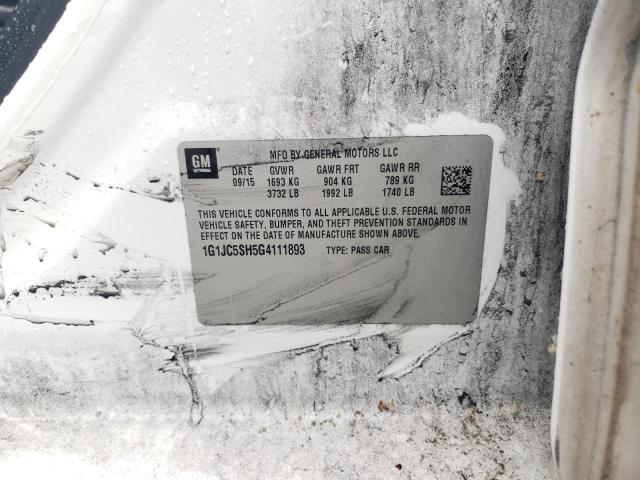 GM
MFD BY GENERAL MOTORS LLC
DATE GVWR GAWR FRT GAWR RR
09/15 1693 KG 904 KG 789 KG
3732 LB 1992 LB 1740 LB
THIS VEHICLE CONFORMS TO ALL APPLICABLE U.S. FEDERAL MOTOR
VEHICLE SAFETY, BUMPER, AND THEFT PREVENTION STANDARDS IN
EFFECT ON THE DATE OF MANUFACTURE SHOWN ABOVE.
1G1JC5SH5G4111893 TYPE: PASS CAR